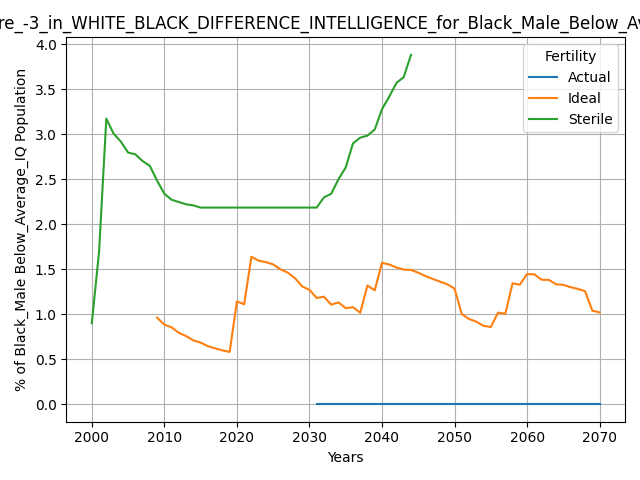 re_-3_in_WHITE_BLACK_DIFFERENCE_INTELLIGENCE_for_Black_Male_Below_Av
% of Black_Male Below_Average_IQ Population
4.0
3.5
3.0
2.5
2.0
1.5
1.0
0.5
0.0
Fertility
Actual
Ideal
Sterile
2000 2010 2020 2030 2040 2050 2060 2070
Years